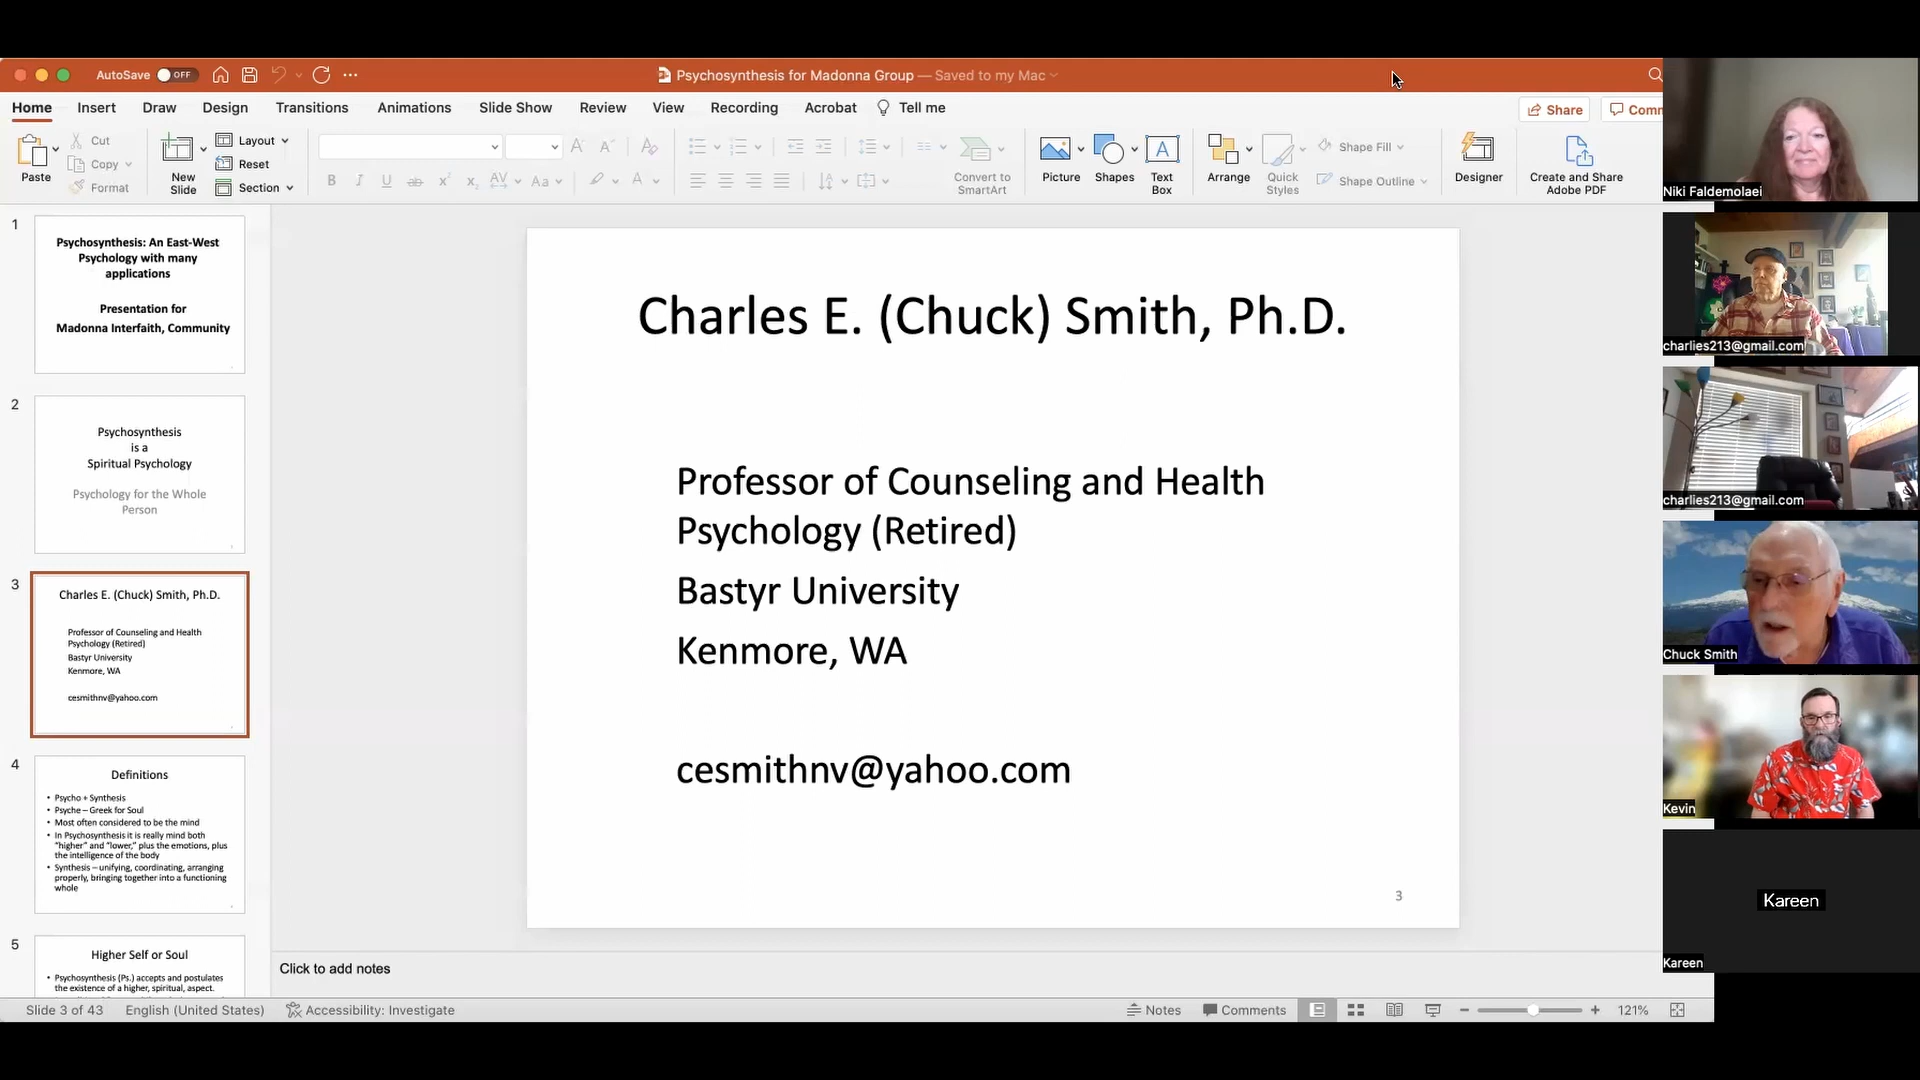 AutoSave OFF
Psychosynthesis for Madonna Group — Saved to my Mac
Home Insert Draw Design Transitions Animations Slide Show Review View Recording Acrobat Tell me
Share
Comm
Paste
Cut
Copy
Format
New
Slide
Layout
Reset
Section
Convert to
SmartArt
Picture
Shapes
Text
Box
Arrange
Quick
Styles
Shape Fill
Shape Outline
Designer
Create and Share
Adobe PDF
1
Psychosynthesis: An East-West
Psychology with many
applications
Presentation for
Madonna Interfaith, Community
2
Psychosynthesis
is a
Spiritual Psychology
Psychology for the Whole
Person
3
Charles E. (Chuck) Smith, Ph.D.
Professor of Counseling and Health
Psychology (Retired)
Bastyr University
Kenmore, WA
cesmithnv@yahoo.com
4
Definitions
• Psycho + Synthesis
• Psyche – Greek for Soul
• Most often considered to be the mind
• In Psychosynthesis it is really mind both
"higher" and "lower," plus the emotions, plus
the intelligence of the body
• Synthesis – unifying, coordinating, arranging
properly, bringing together into a functioning
whole
5
Higher Self or Soul
• Psychosynthesis (Ps.) accepts and postulates
the existence of a higher, spiritual, aspect.
Charles E. (Chuck) Smith, Ph.D.
Professor of Counseling and Health
Psychology (Retired)
Bastyr University
Kenmore, WA
cesmithnv@yahoo.com
3
Click to add notes
Slide 3 of 43 English (United States) Accessibility: Investigate
Notes Comments 121%
Niki Faldemolaei
charlies213@gmail.com
charlies213@gmail.com
Chuck Smith
Kevin
Kareen
Kareen